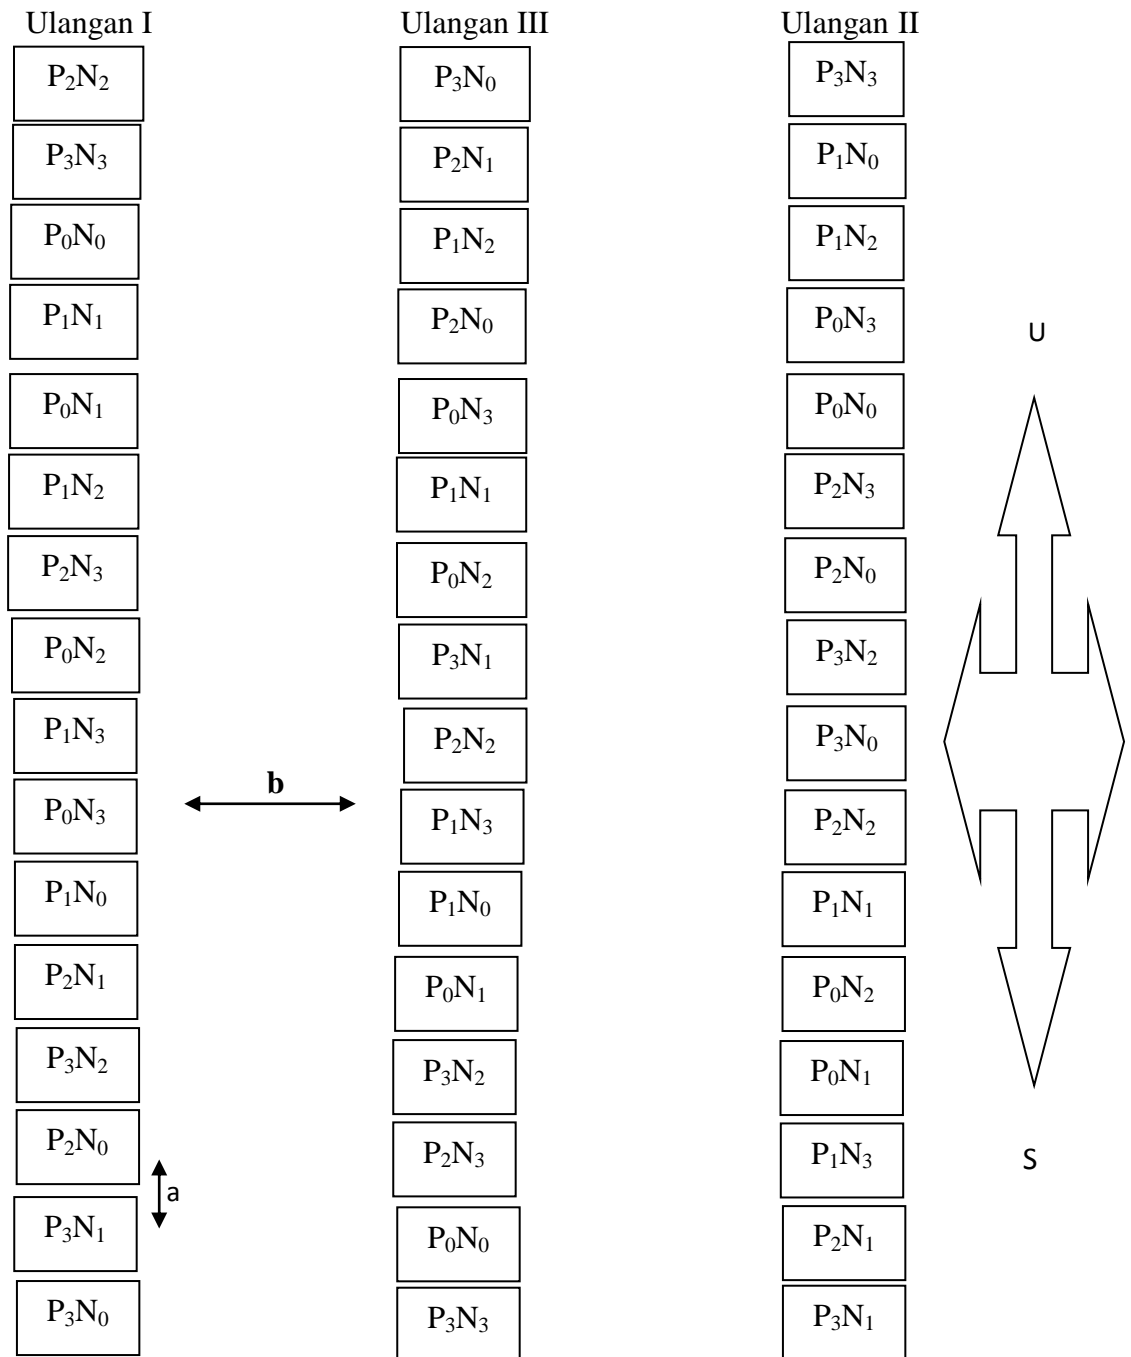 Ulangan I Ulangan III Ulangan II
P₂N₂ P₃N₀ P₃N₃
P₃N₃ P₂N₁ P₁N₀
P₀N₀ P₁N₂ P₁N₂
P₁N₁ P₂N₀ P₀N₃
U
P₀N₁ P₀N₃ P₀N₀
P₁N₂ P₁N₁ P₂N₃
P₂N₃ P₀N₂ P₂N₀
P₀N₂ P₃N₁ P₃N₂
P₁N₃ P₂N₂ P₃N₀
b
P₀N₃ P₁N₃ P₂N₂
P₁N₀ P₁N₀ P₁N₁
P₂N₁ P₀N₁ P₀N₂
P₃N₂ P₃N₂ P₀N₁
P₂N₀ P₂N₃ P₁N₃
S
a
P₃N₁ P₀N₀ P₂N₁
P₃N₀ P₃N₃ P₃N₁